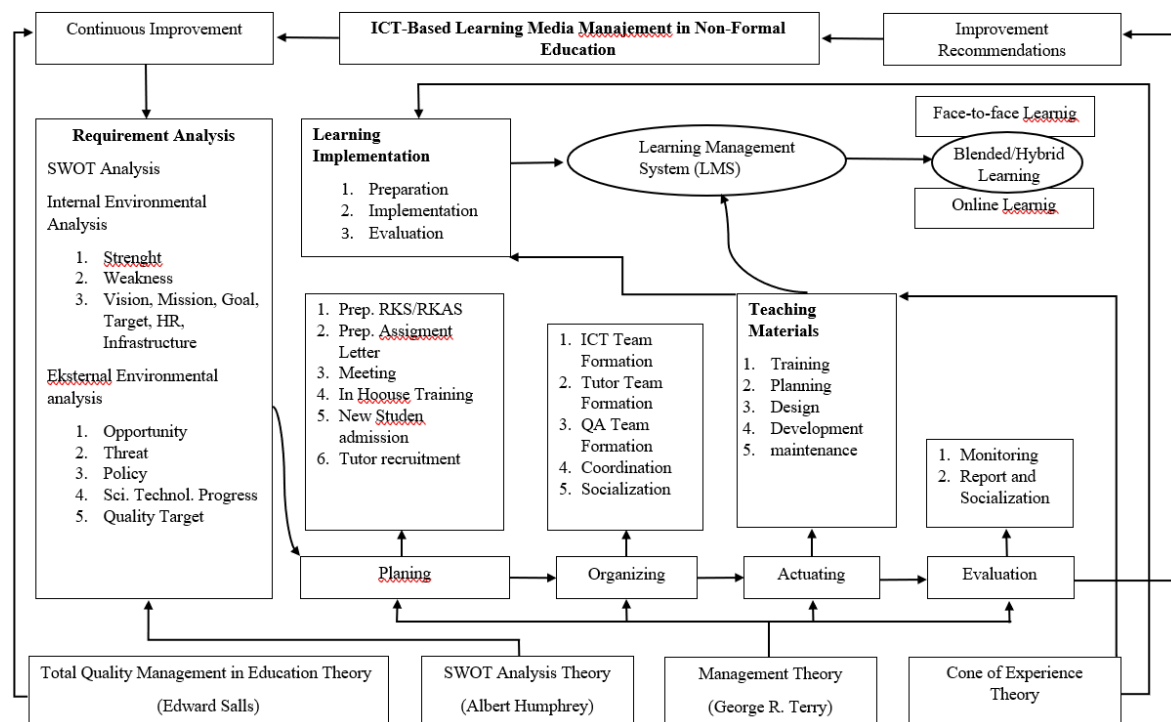 Continuous Improvement
ICT-Based Learning Media Manajement in Non-Formal
Education
Improvement
Recommendations
Requirement Analysis
SWOT Analysis
Internal Environmental
Analysis
1. Strenght
2. Weakness
3. Vision, Mission, Goal,
Target, HR,
Infrastructure
Eksternal Environmental
analysis
1. Opportunity
2. Threat
3. Policy
4. Sci. Technol. Progress
5. Quality Target
Learning
Implementation
1. Preparation
2. Implementation
3. Evaluation
Learning Management
System (LMS)
Face-to-face Learnig
Blended/Hybrid
Learning
Online Learnig
1. Prep. RKS/RKAS
2. Prep. Assigment
Letter
3. Meeting
4. In Hoouse Training
5. New Studen
admission
6. Tutor recruitment
1. ICT Team
Formation
2. Tutor Team
Formation
3. QA Team
Formation
4. Coordination
5. Socialization
Teaching
Materials
1. Training
2. Planning
3. Design
4. Development
5. maintenance
1. Monitoring
2. Report and
Socialization
Planing
Organizing
Actuating
Evaluation
Total Quality Management in Education Theory
(Edward Salls)
SWOT Analysis Theory
(Albert Humphrey)
Management Theory
(George R. Terry)
Cone of Experience
Theory